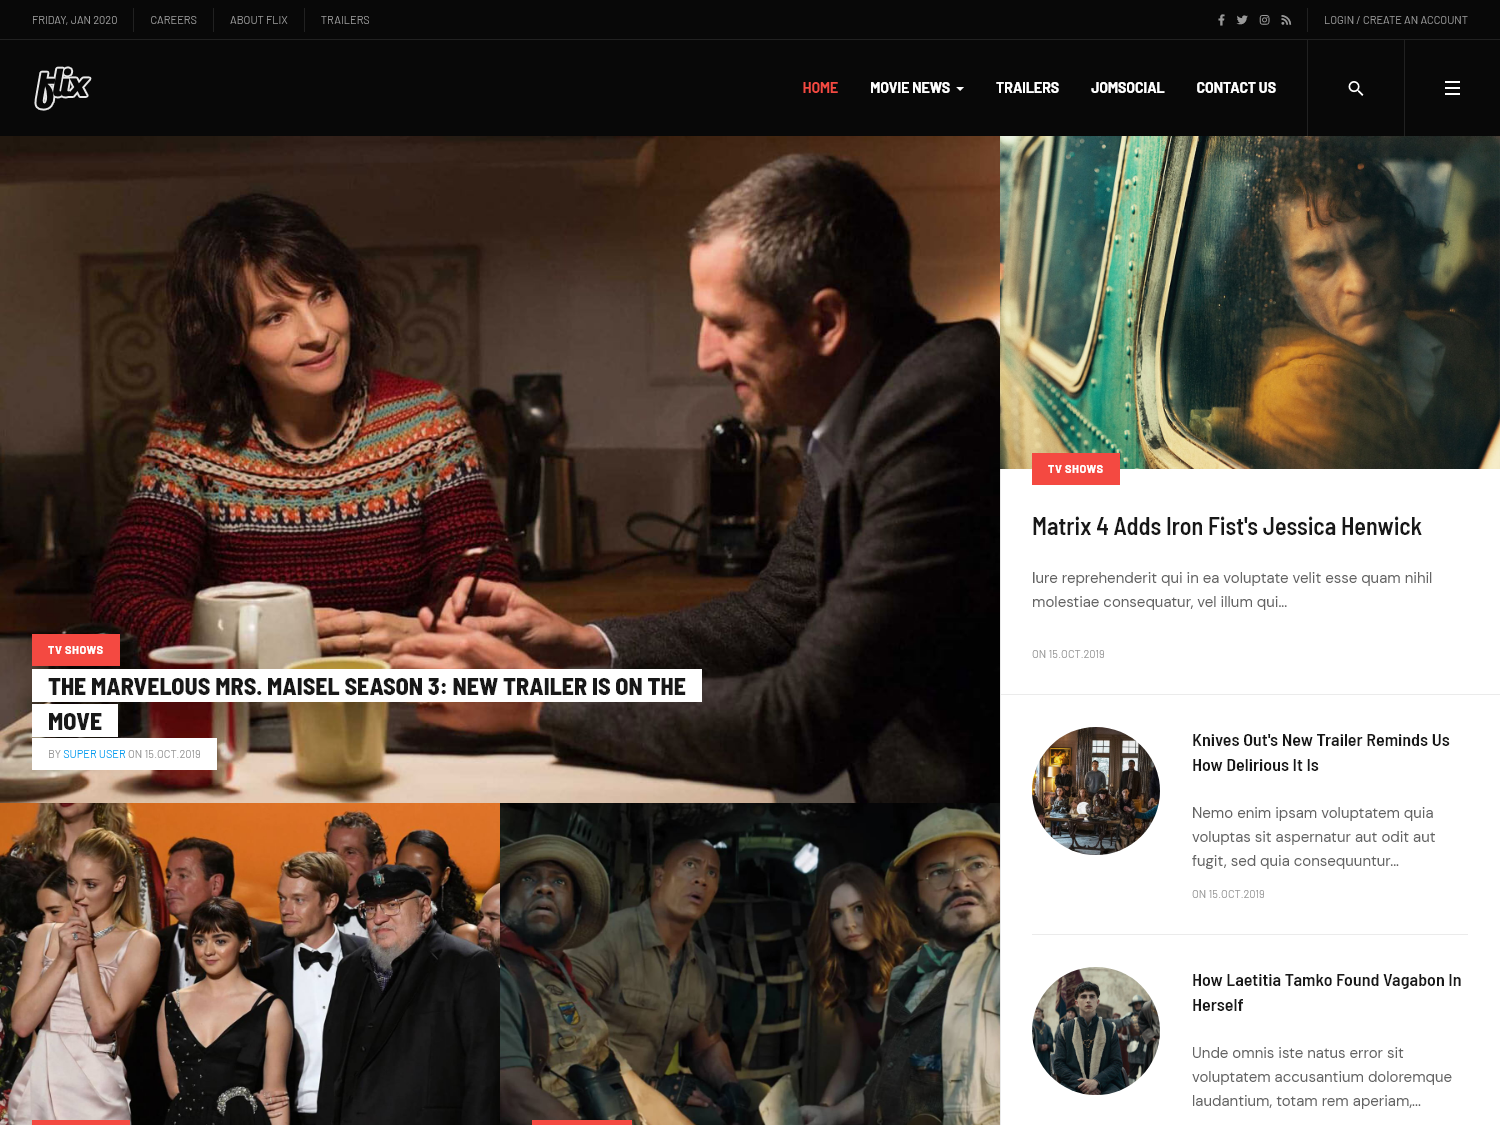 FRIDAY, JAN 2020
CAREERS
ABOUT FLIX
TRAILERS
LOGIN / CREATE AN ACCOUNT
flix
HOME
MOVIE NEWS
TRAILERS
JOMSOCIAL
CONTACT US
TV SHOWS
THE MARVELOUS MRS. MAISEL SEASON 3: NEW TRAILER IS ON THE
MOVE
BY SUPER USER ON 15.OCT.2019
TV SHOWS
Matrix 4 Adds Iron Fist's Jessica Henwick
Iure reprehenderit qui in ea voluptate velit esse quam nihil
molestiae consequatur, vel illum qui...
ON 15.OCT.2019
Knives Out's New Trailer Reminds Us
How Delirious It Is
Nemo enim ipsam voluptatem quia
voluptas sit aspernatur aut odit aut
fugit, sed quia consequuntur...
ON 15.OCT.2019
How Laetitia Tamko Found Vagabon In
Herself
Unde omnis iste natus error sit
voluptatem accusantium doloremque
laudantium, totam rem aperiam,...